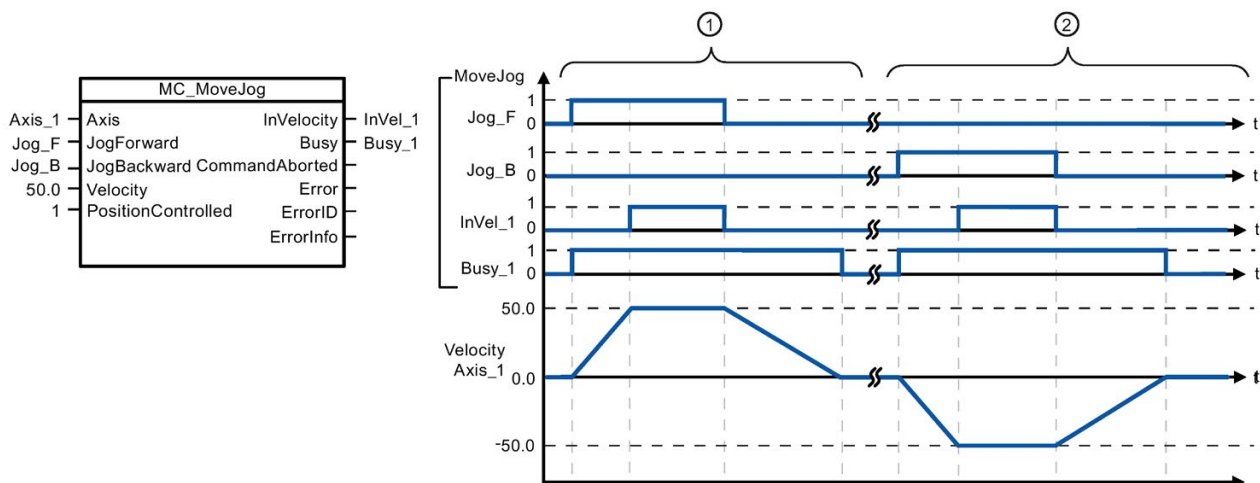 ① ②
MC_MoveJog
Axis_1 Axis InVelocity InVel_1
Jog_F JogForward Busy Busy_1
Jog_B JogBackward CommandAborted
50.0 Velocity Error
1 PositionControlled ErrorID
ErrorInfo
MoveJog
1
Jog_F
0 t
1
Jog_B
0 t
1
InVel_1
0 t
1
Busy_1
0 t
50.0
Velocity
Axis_1
0.0 t
-50.0